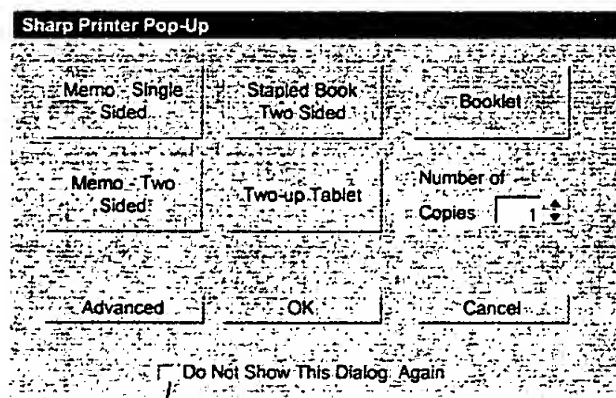 Sharp Printer Pop-Up
Memo - Single
Sided
Stapled Book
Two Sided
Booklet
Memo - Two
Sided
Two-up Tablet
Number of
Copies 1
Advanced
OK
Cancel
Do Not Show This Dialog Again